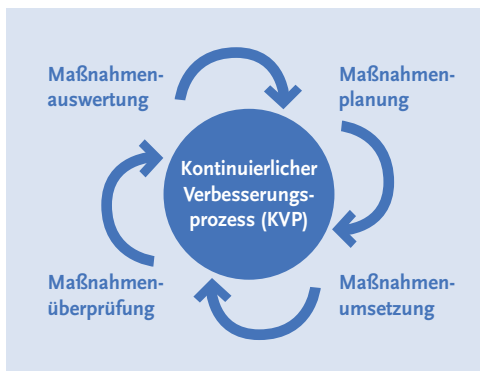 Maßnahmen-
auswertung
Maßnahmen-
planung
Kontinuierlicher
Verbesserungs-
prozess (KVP)
Maßnahmen-
überprüfung
Maßnahmen-
umsetzung